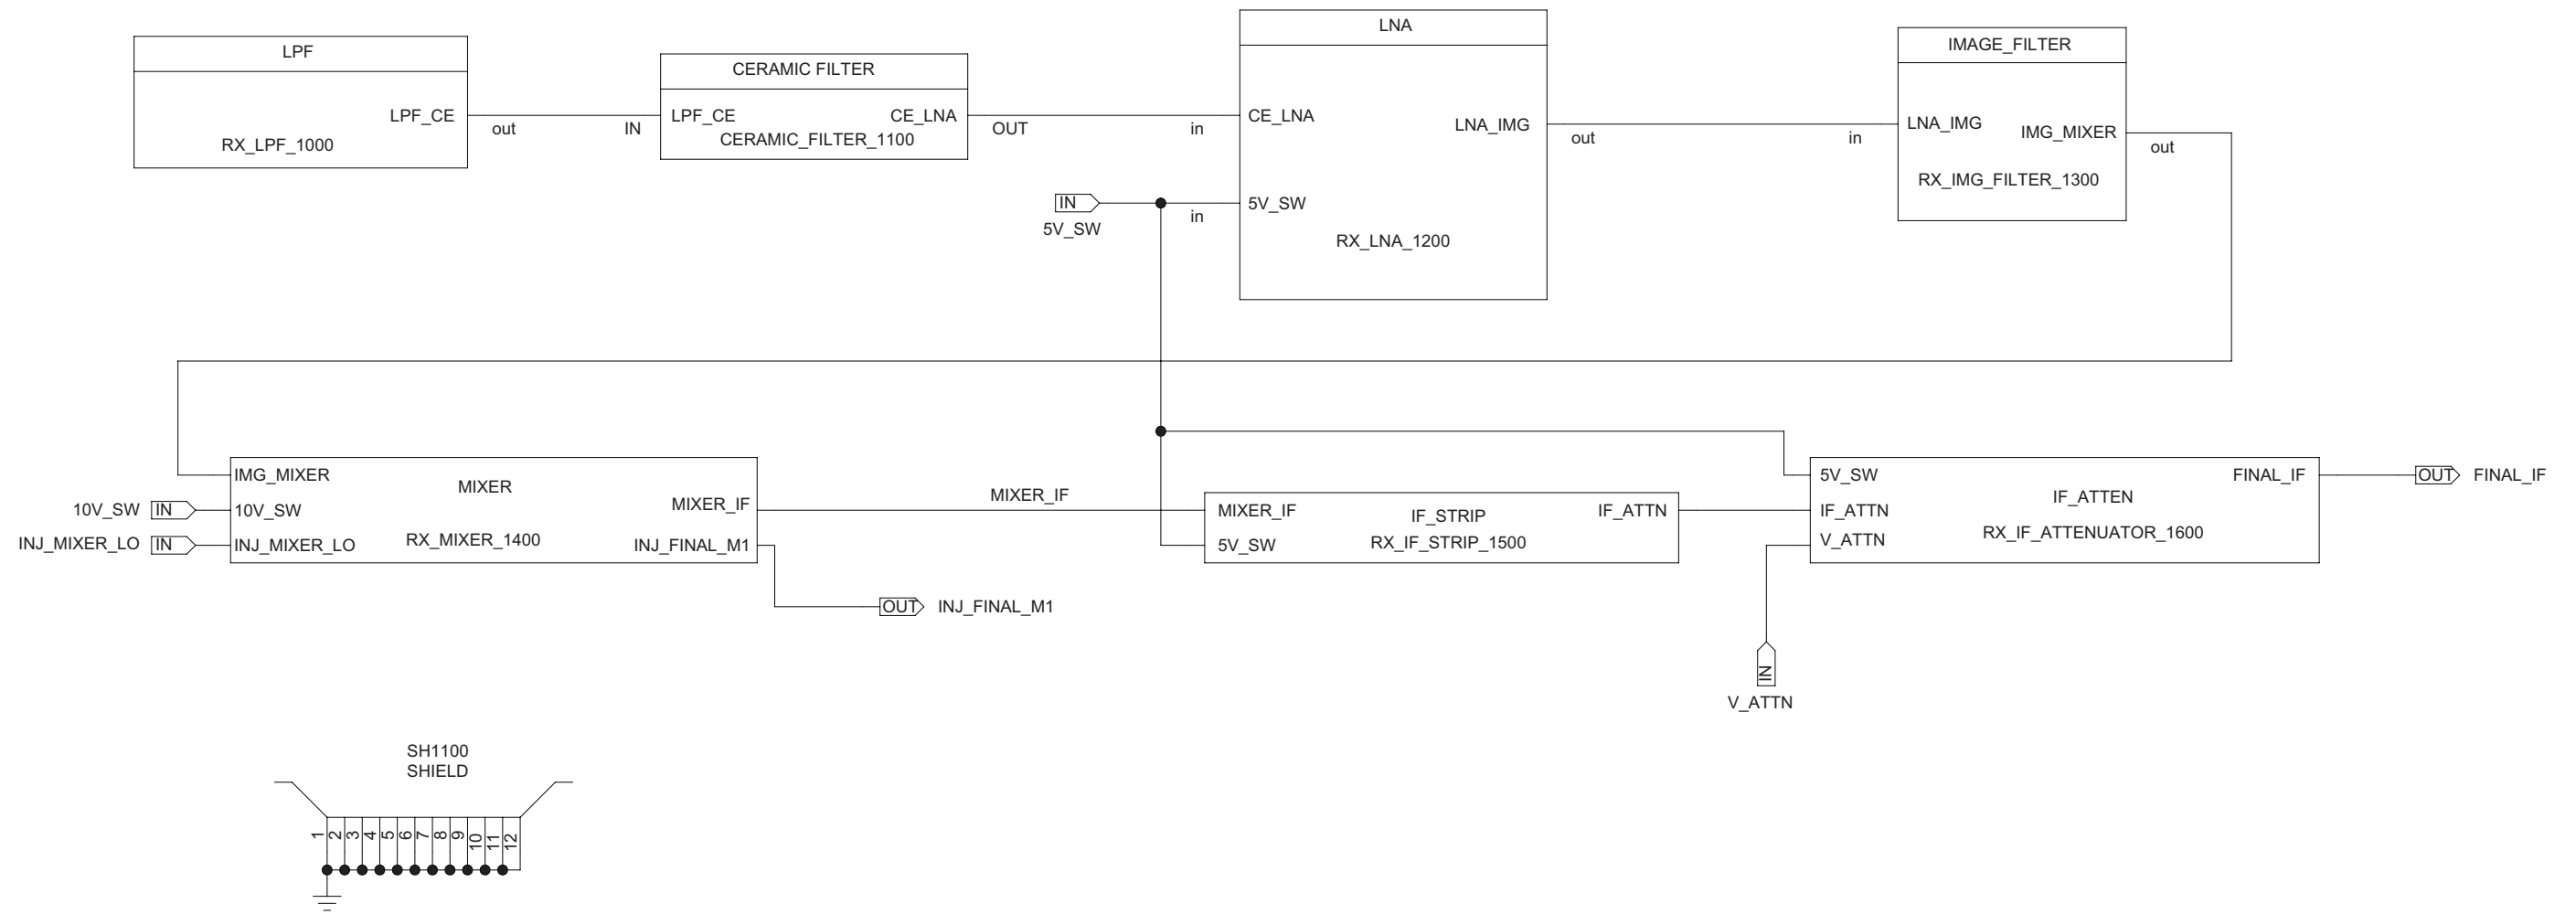 LPF
LPF_CE
RX_LPF_1000
out
IN
CERAMIC FILTER
LPF_CE
CE_LNA
CERAMIC_FILTER_1100
OUT
in
LNA
CE_LNA
LNA_IMG
5V_SW
RX_LNA_1200
IN
5V_SW
in
out
in
IMAGE_FILTER
LNA_IMG
IMG_MIXER
RX_IMG_FILTER_1300
out
IMG_MIXER
MIXER
10V_SW
IN
10V_SW
MIXER_IF
INJ_MIXER_LO
IN
INJ_MIXER_LO
RX_MIXER_1400
INJ_FINAL_M1
MIXER_IF
OUT
INJ_FINAL_M1
MIXER_IF
IF_STRIP
IF_ATTN
5V_SW
RX_IF_STRIP_1500
5V_SW
FINAL_IF
IF_ATTEN
IF_ATTN
RX_IF_ATTENUATOR_1600
V_ATTN
OUT
FINAL_IF
IN
V_ATTN
SH1100
SHIELD
1
2
3
4
5
6
7
8
9
10
11
12